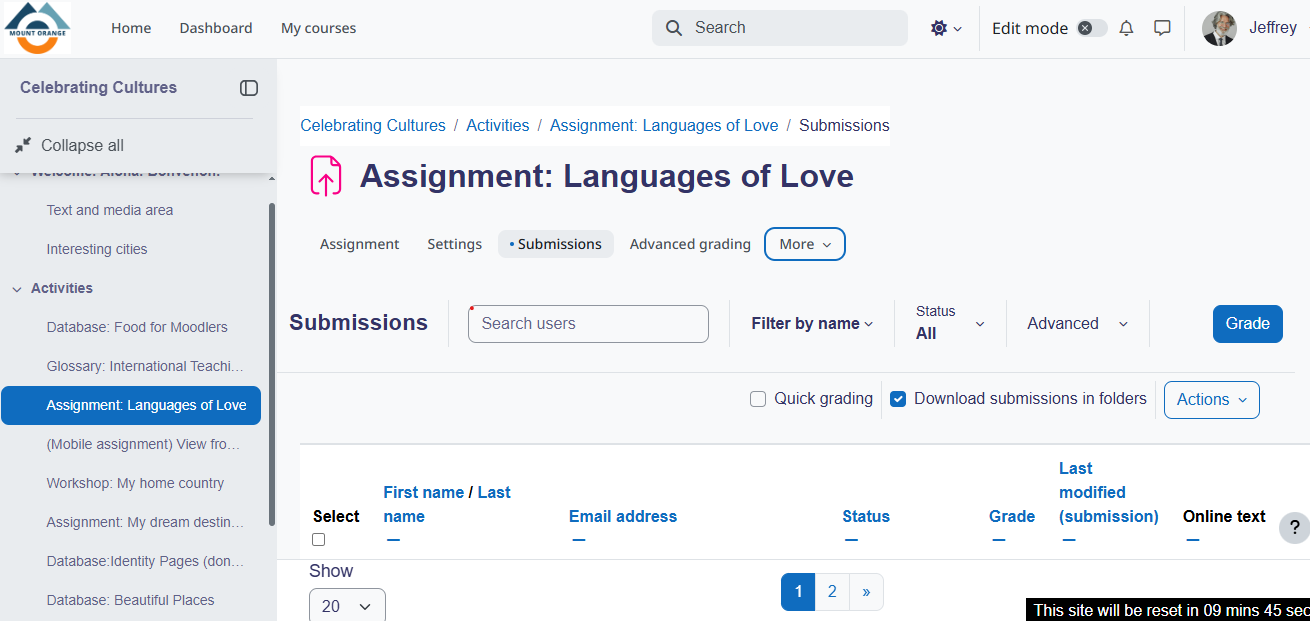 MOUNT ORANGE
Home
Dashboard
My courses
Search
Edit mode
Jeffrey
Celebrating Cultures
Collapse all
Welcome! Aloha! Bonvenon!
Text and media area
Interesting cities
Activities
Database: Food for Moodlers
Glossary: International Teachi...
Assignment: Languages of Love
(Mobile assignment) View fro...
Workshop: My home country
Assignment: My dream destin...
Database:Identity Pages (don...
Database: Beautiful Places
Celebrating Cultures / Activities / Assignment: Languages of Love / Submissions
Assignment: Languages of Love
Assignment
Settings
Submissions
Advanced grading
More
Submissions
Search users
Filter by name
Status
All
Advanced
Grade
Quick grading
Download submissions in folders
Actions
Select
First name / Last
name
Email address
Status
Grade
Last
modified
(submission)
Online text
?
Show
20
1
2
»
This site will be reset in 09 mins 45 sec